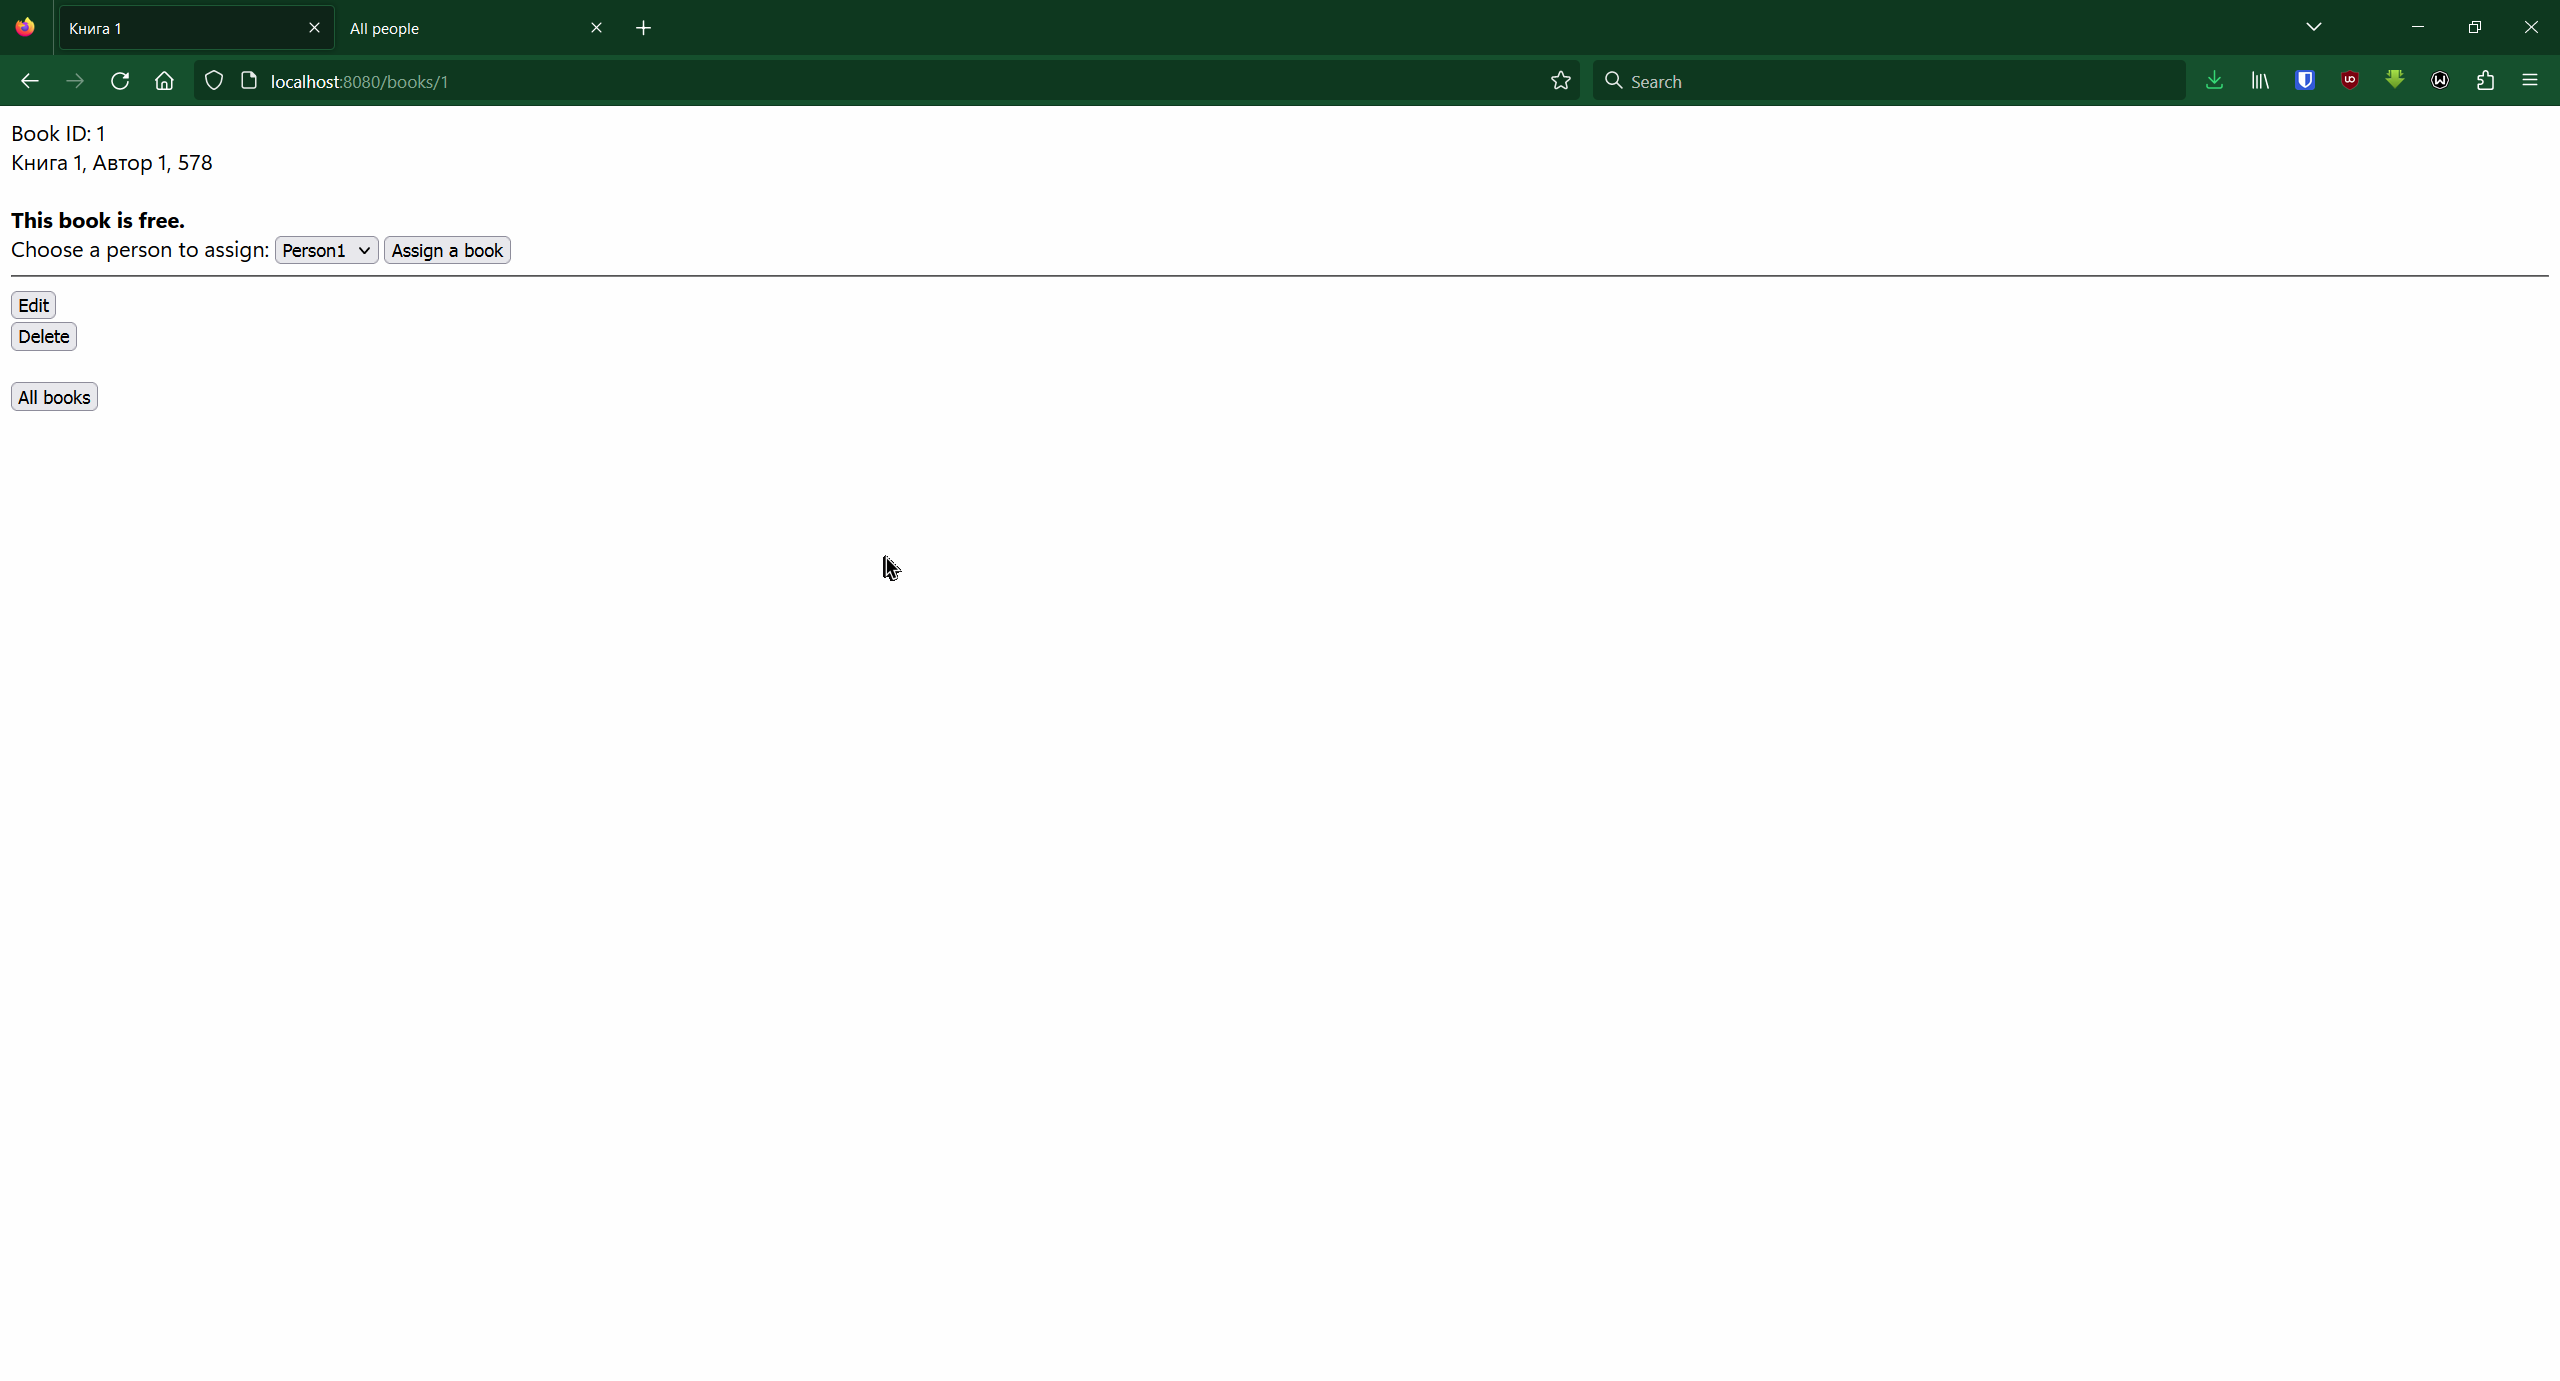 Книга 1
All people
localhost:8080/books/1
Search
Book ID: 1
Книга 1, Автор 1, 578
This book is free.
Choose a person to assign: Person1 Assign a book
Edit
Delete
All books